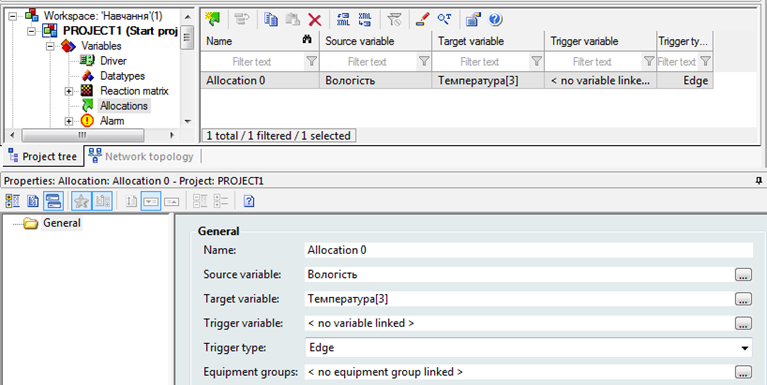 Workspace: 'Навчання'(1)
PROJECT1 (Start proj
Variables
Driver
Datatypes
Reaction matrix
Allocations
Alarm
Project tree
Network topology
XML
XML
Name
Source variable
Target variable
Trigger variable
Trigger ty...
Filter text
Filter text
Filter text
Filter text
Filter text
Allocation 0
Вологість
Температура[3]
< no variable linke...
Edge
1 total / 1 filtered / 1 selected
Properties: Allocation: Allocation 0 - Project: PROJECT1
General
General
Name:
Allocation 0
Source variable:
Вологість
...
Target variable:
Температура[3]
...
Trigger variable:
< no variable linked >
...
Trigger type:
Edge
Equipment groups:
< no equipment group linked >
...